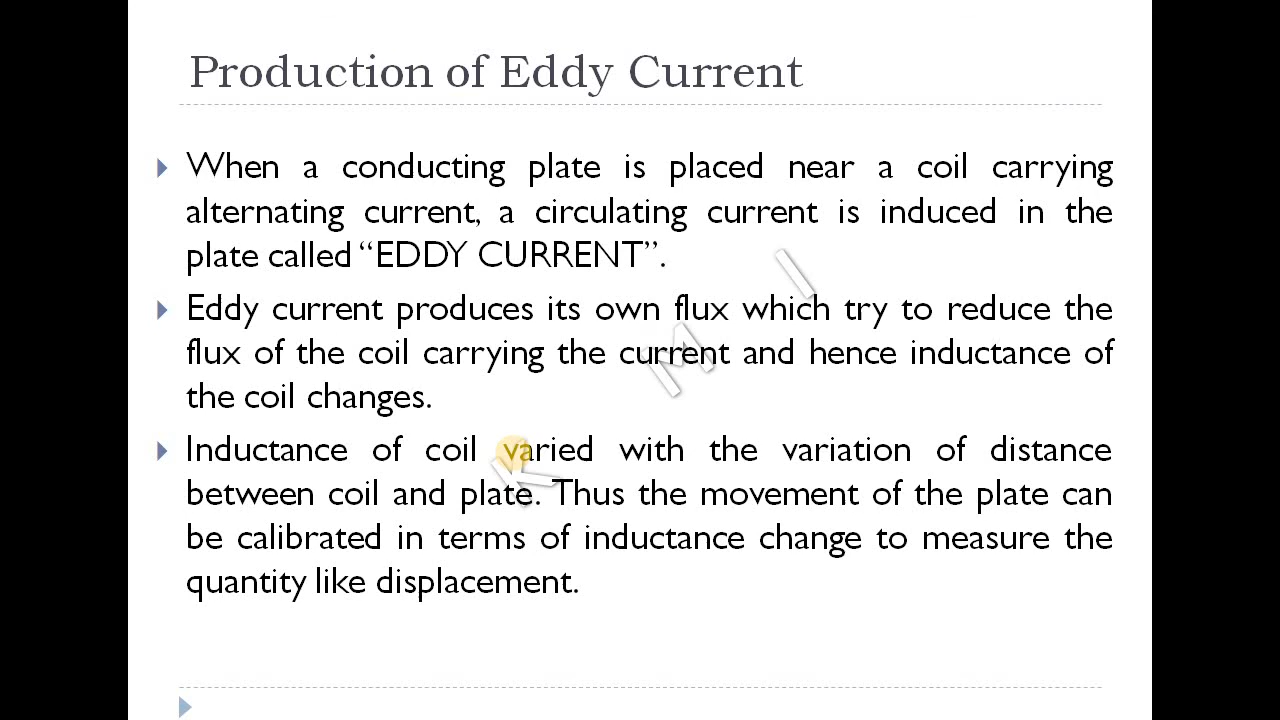 Production of Eddy Current
When a conducting plate is placed near a coil carrying
alternating current, a circulating current is induced in the
plate called “EDDY CURRENT”.
Eddy current produces its own flux which try to reduce the
flux of the coil carrying the current and hence inductance of
the coil changes.
Inductance of coil varied with the variation of distance
between coil and plate. Thus the movement of the plate can
be calibrated in terms of inductance change to measure the
quantity like displacement.
K M I